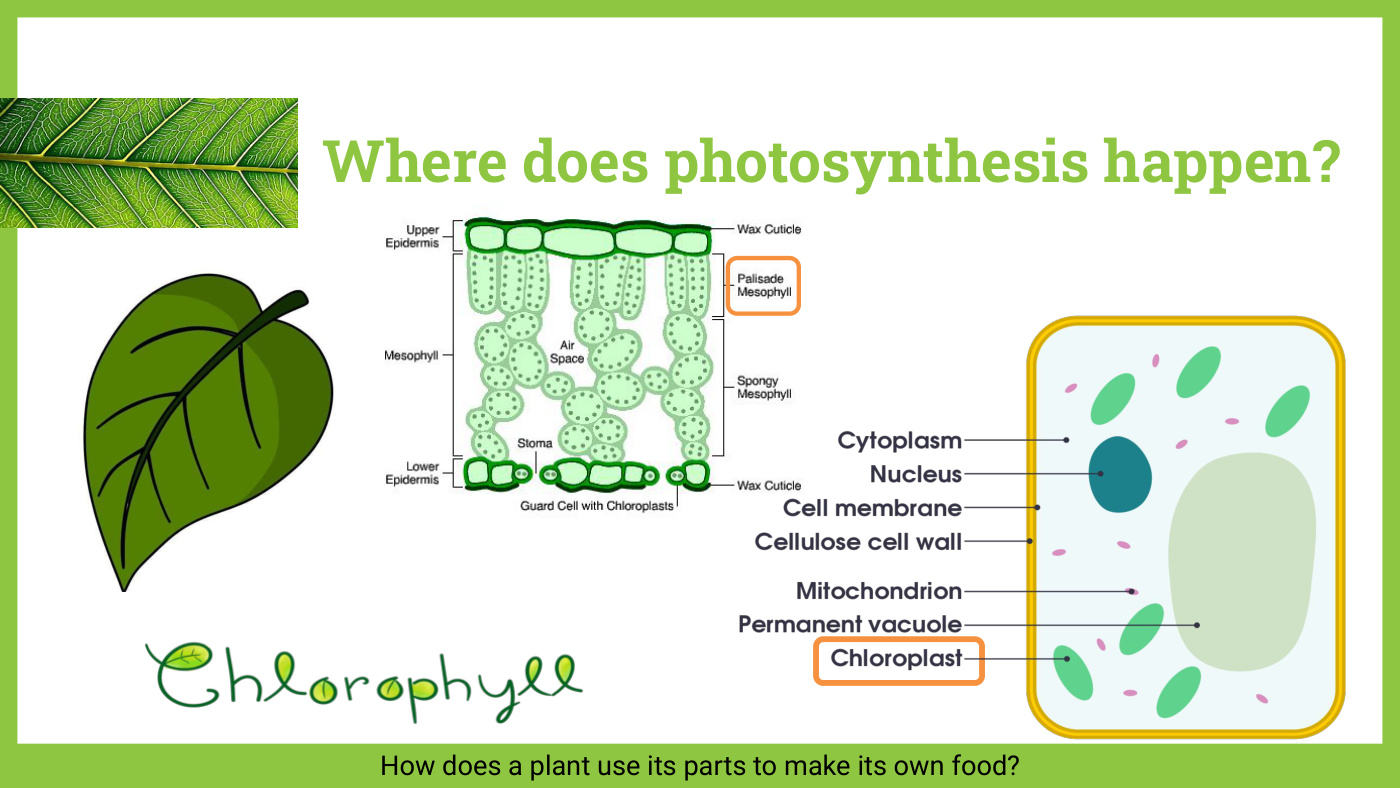 Where does photosynthesis happen?
Upper
Epidermis
Wax Cuticle
Palisade
Mesophyll
Mesophyll
Air
Space
Spongy
Mesophyll
Stoma
Lower
Epidermis
Wax Cuticle
Guard Cell with Chloroplasts
Cytoplasm
Nucleus
Cell membrane
Cellulose cell wall
Mitochondrion
Permanent vacuole
Chloroplast
Chlorophyll
How does a plant use its parts to make its own food?